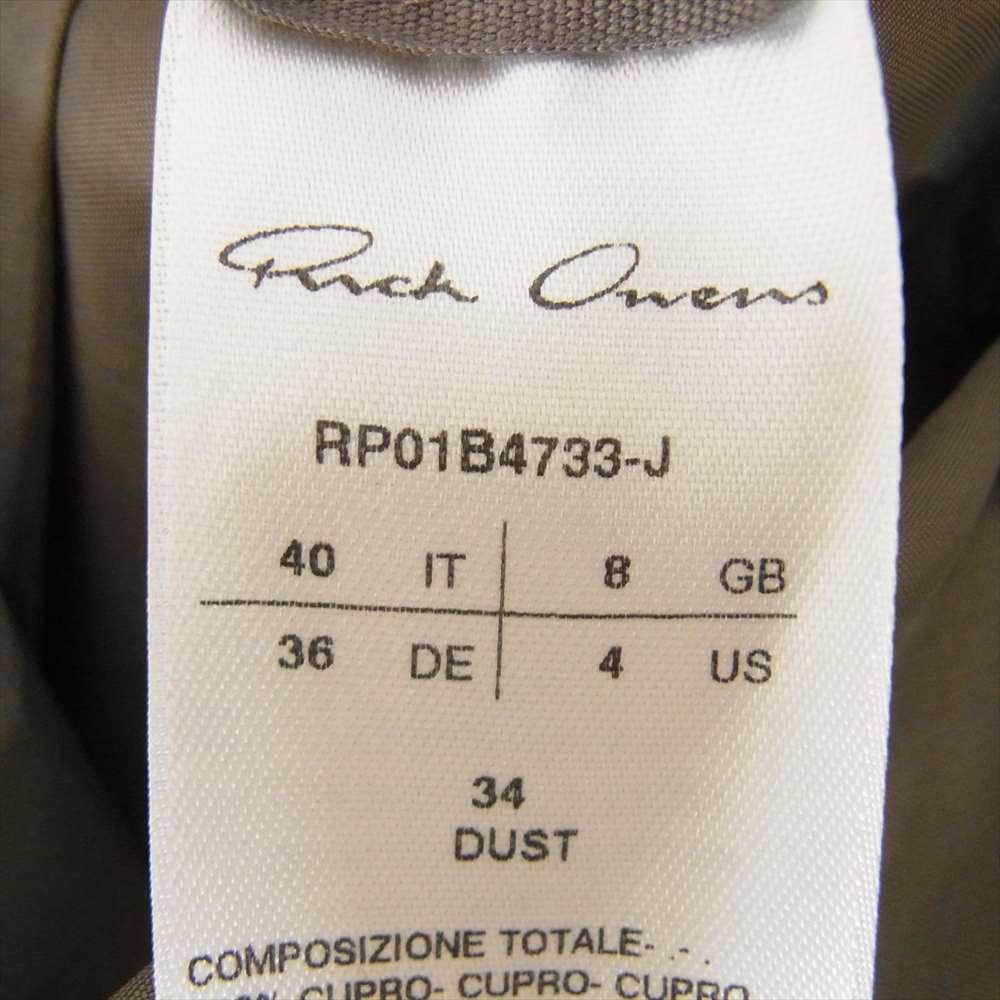 Rick Owens
RP01B4733-J
40 IT 8 GB
36 DE 4 US
34
DUST
COMPOSIZIONE TOTALE-
CUPRO- CUPRO- CUPRO